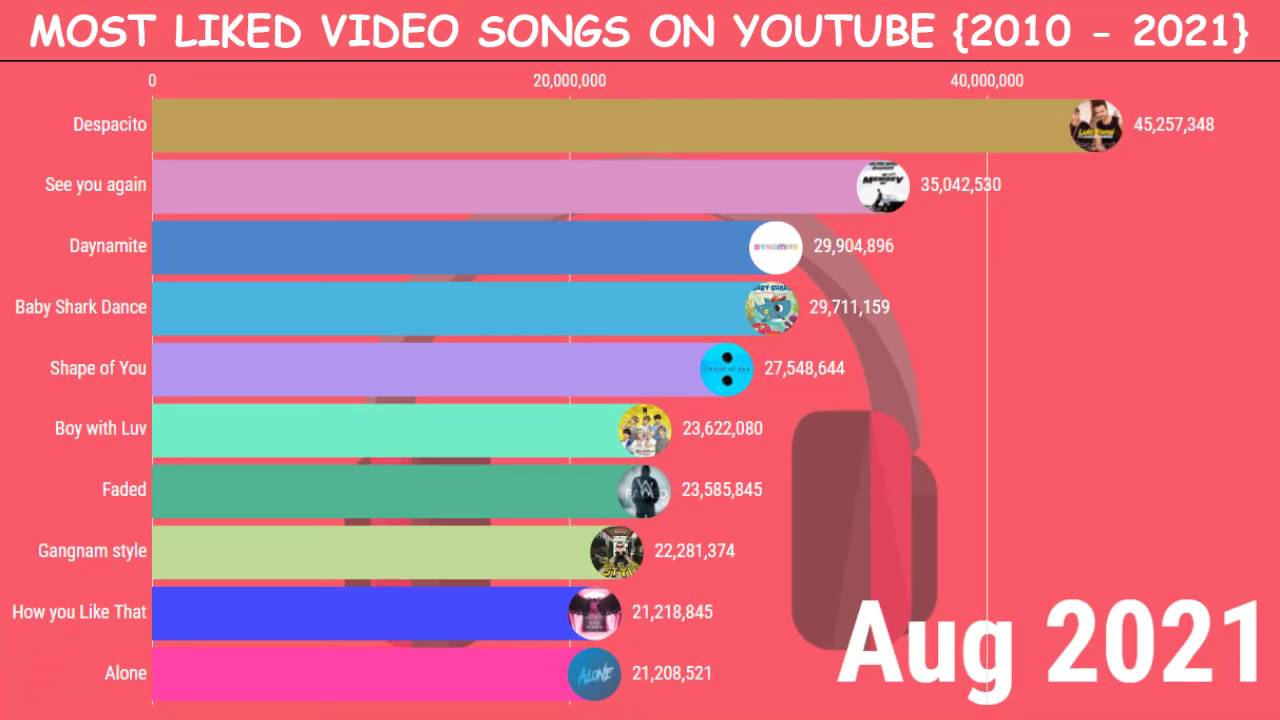 MOST LIKED VIDEO SONGS ON YOUTUBE {2010 - 2021}
0 20,000,000 40,000,000
Despacito 45,257,348
See you again 35,042,530
Daynamite 29,904,896
Baby Shark Dance 29,711,159
Shape of You 27,548,644
Boy with Luv 23,622,080
Faded 23,585,845
Gangnam style 22,281,374
How you Like That 21,218,845
Alone ALONE 21,208,521
Aug 2021